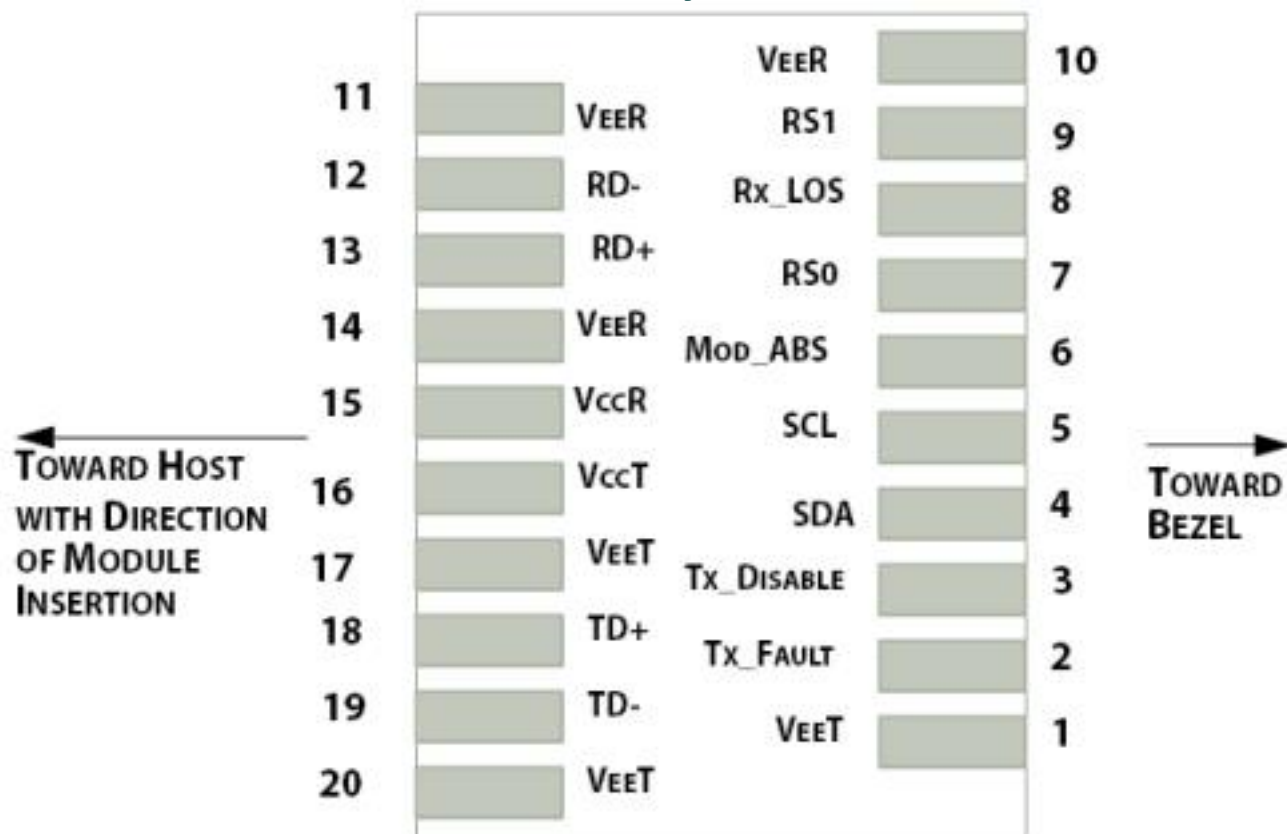 11 VEER
12 RD-
13 RD+
14 VEER
15 VCCR
16 VCCT
17 VEET
18 TD+
19 TD-
20 VEET
VEER 10
RS1 9
RX_LOS 8
RS0 7
MOD_ABS 6
SCL 5
SDA 4
TX_DISABLE 3
TX_FAULT 2
VEET 1
TOWARD HOST
WITH DIRECTION
OF MODULE
INSERTION
TOWARD
BEZEL